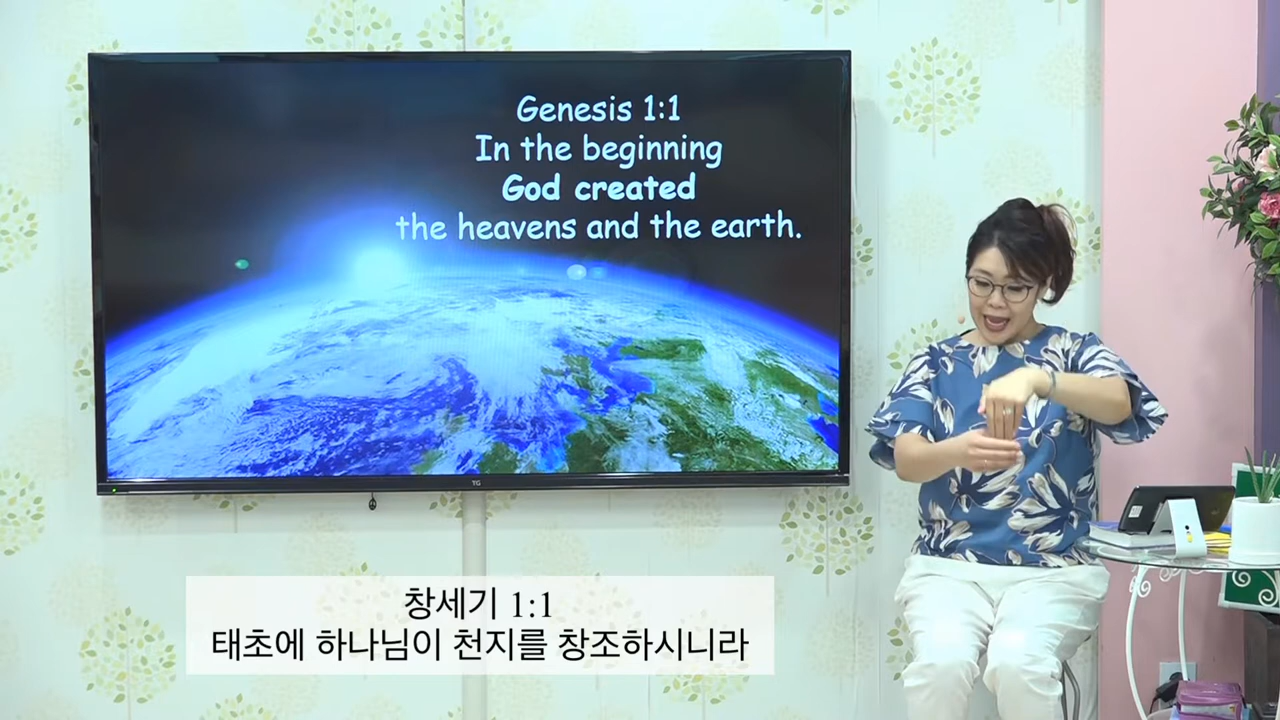 Genesis 1:1
In the beginning
God created
the heavens and the earth.
TG
창세기 1:1
태초에 하나님이 천지를 창조하시니라